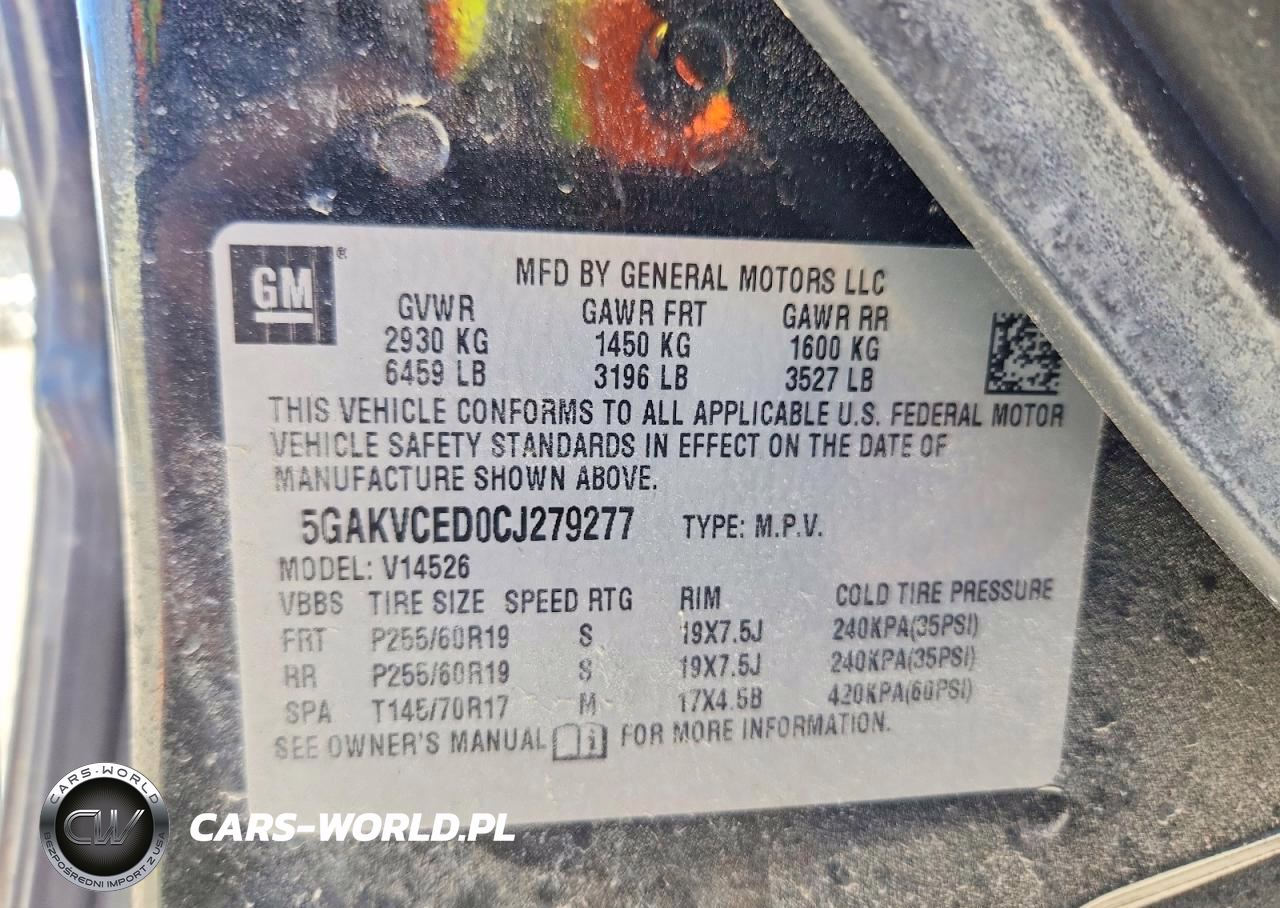 GM ®
MFD BY GENERAL MOTORS LLC
GVWR GAWR FRT GAWR RR
2930 KG 1450 KG 1600 KG
6459 LB 3196 LB 3527 LB
THIS VEHICLE CONFORMS TO ALL APPLICABLE U.S. FEDERAL MOTOR
VEHICLE SAFETY STANDARDS IN EFFECT ON THE DATE OF
MANUFACTURE SHOWN ABOVE.
5GAKVCED0CJ279277 TYPE: M.P.V.
MODEL: V14526
VBBS TIRE SIZE SPEED RTG RIM COLD TIRE PRESSURE
FRT P255/60R19 S 19X7.5J 240KPA(35PSI)
RR P255/60R19 S 19X7.5J 240KPA(35PSI)
SPA T145/70R17 M 17X4.5B 420KPA(60PSI)
SEE OWNER'S MANUAL i FOR MORE INFORMATION.
CARS-WORLD
CW
BEZPOŚREDNI IMPORT Z USA
CARS-WORLD.PL